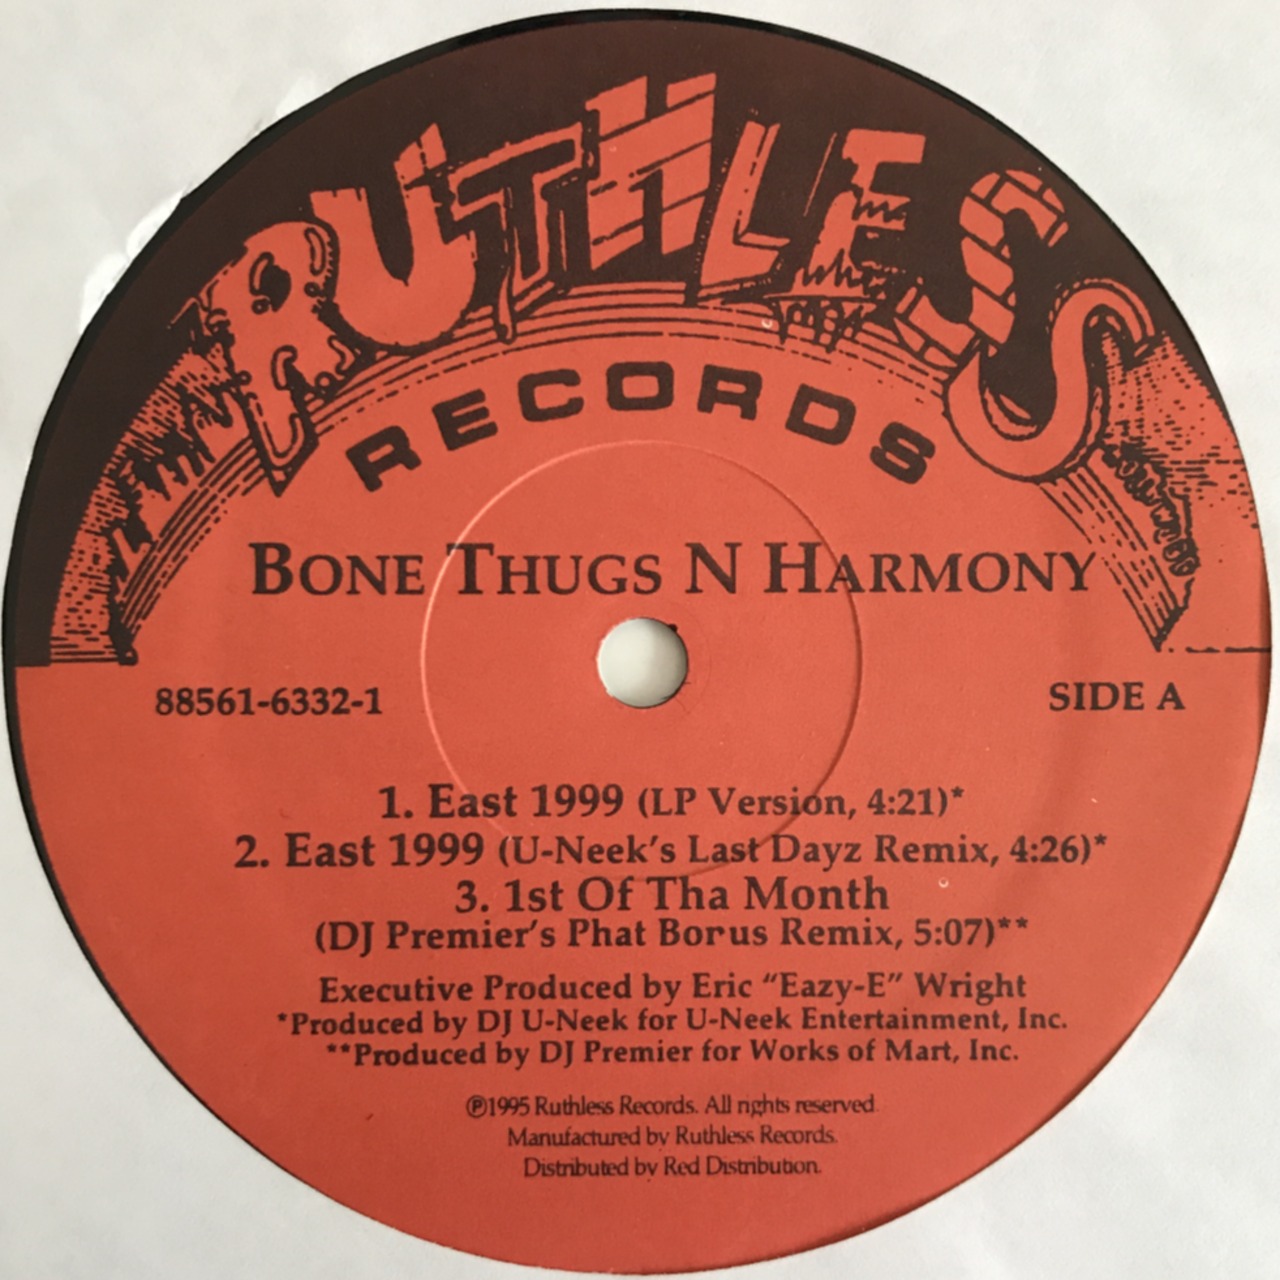 RUTHLESS
RECORDS
BONE THUGS N HARMONY
88561-6332-1
SIDE A
1. East 1999 (LP Version, 4:21)*
2. East 1999 (U-Neek's Last Dayz Remix, 4:26)*
3. 1st Of Tha Month
(DJ Premier's Phat Borus Remix, 5:07)**
Executive Produced by Eric "Eazy-E" Wright
*Produced by DJ U-Neek for U-Neek Entertainment, Inc.
**Produced by DJ Premier for Works of Mart, Inc.
℗1995 Ruthless Records. All rights reserved.
Manufactured by Ruthless Records.
Distributed by Red Distribution.